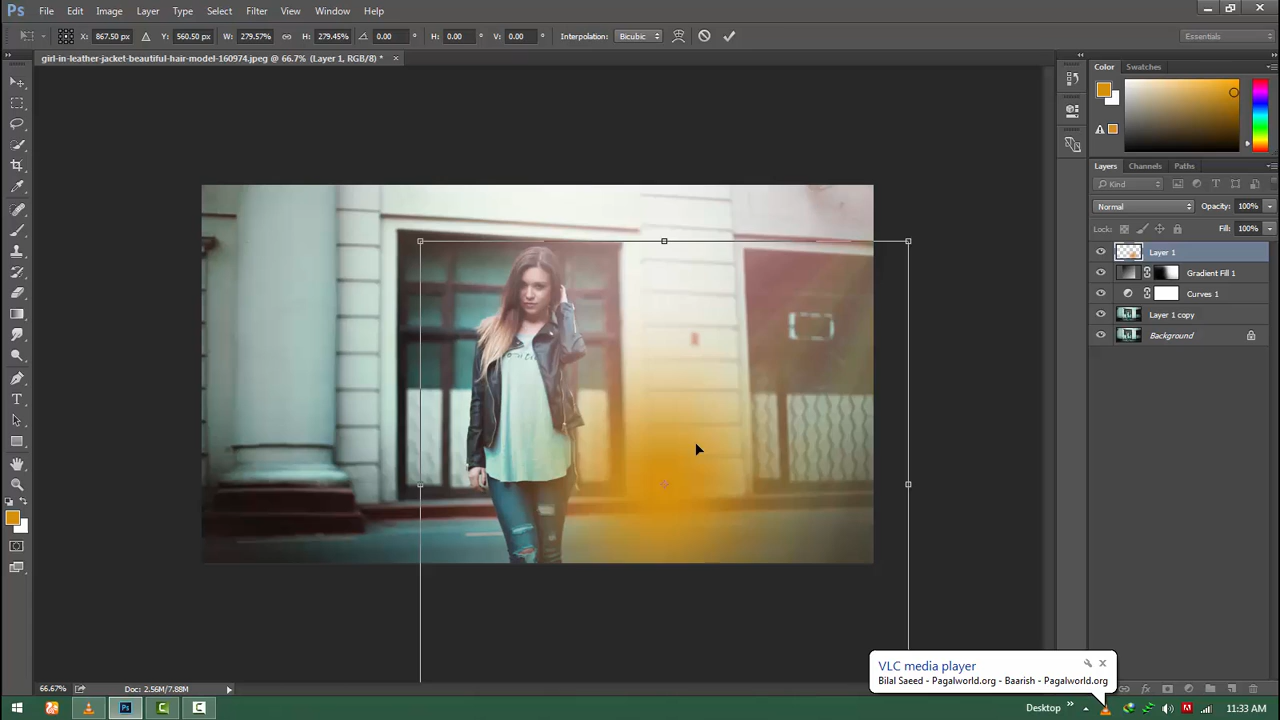 Ps File Edit Image Layer Type Select Filter View Window Help
X: 867.50 px Y: 560.50 px W: 279.57% H: 279.45% 0.00 ° H: 0.00 ° V: 0.00 ° Interpolation: Bicubic Essentials
girl-in-leather-jacket-beautiful-hair-model-160974.jpeg @ 66.7% (Layer 1, RGB/8) *
Color Swatches
Layers Channels Paths
Kind
Normal Opacity: 100%
Lock: Fill: 100%
Layer 1
Gradient Fill 1
Curves 1
Layer 1 copy
Background
66.67% Doc: 2.56M/7.88M
VLC media player
Bilal Saeed - Pagalworld.org - Baarish - Pagalworld.org
Desktop 11:33 AM